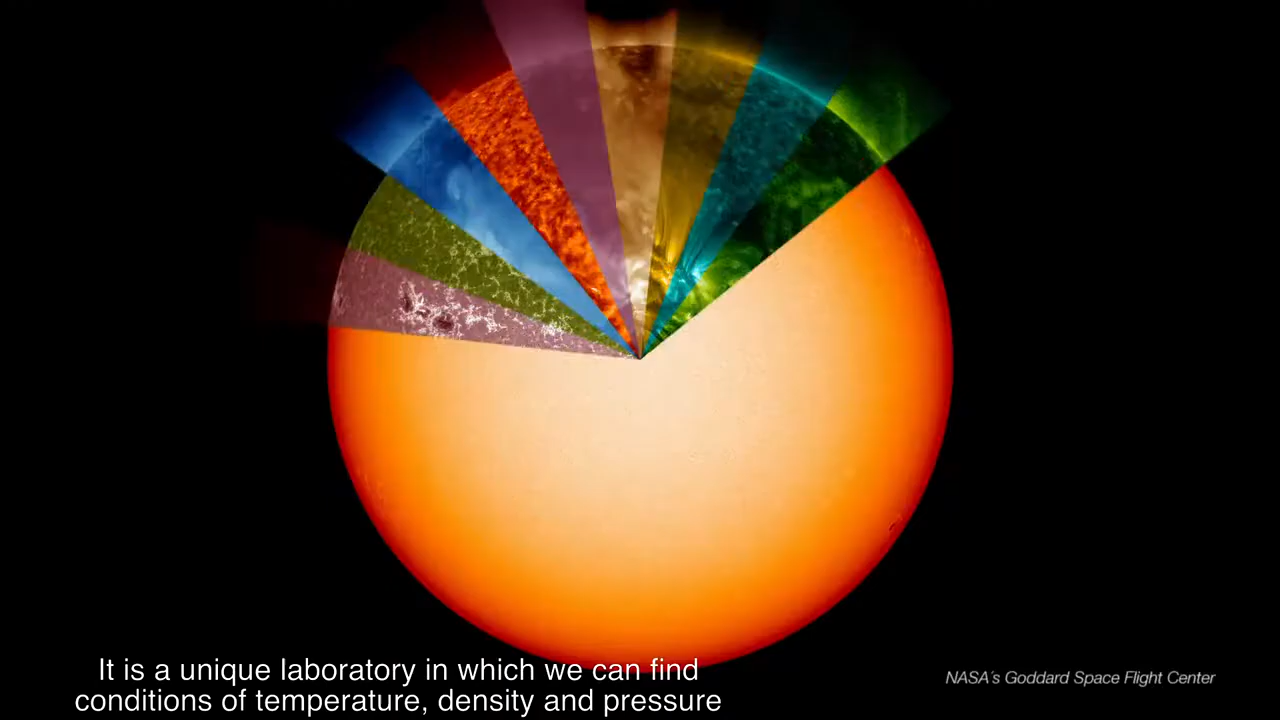 It is a unique laboratory in which we can find
conditions of temperature, density and pressure
NASA's Goddard Space Flight Center